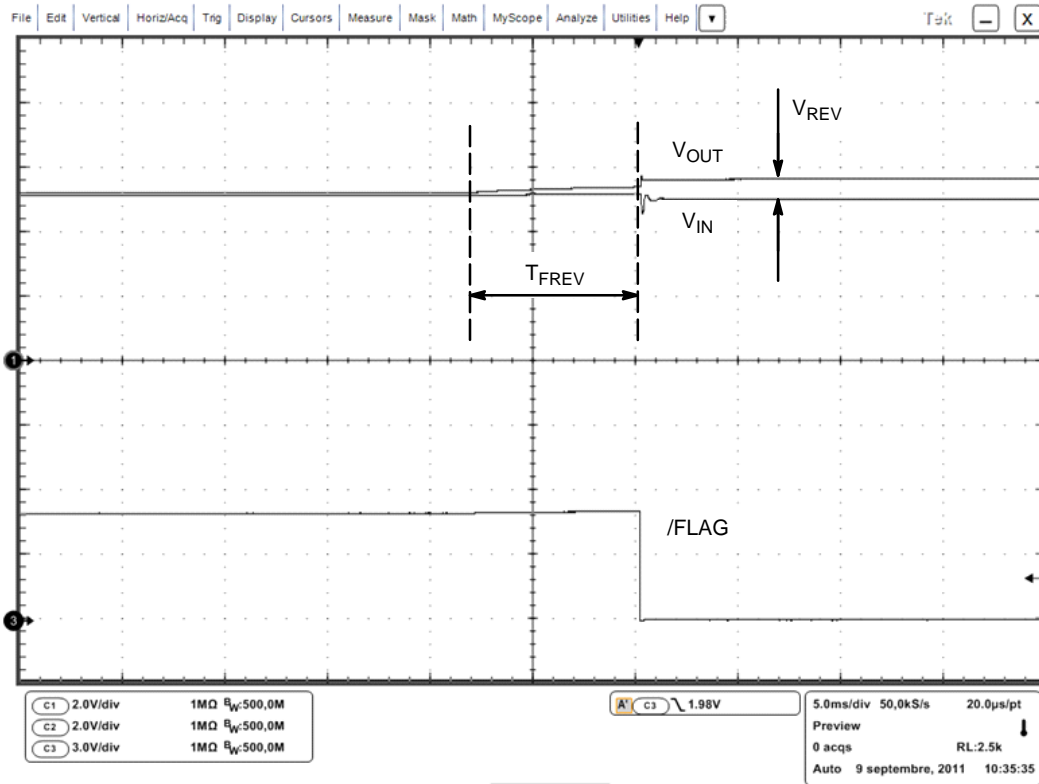 File Edit Vertical Horiz/Acq Trig Display Cursors Measure Mask Math MyScope Analyze Utilities Help Tek X
VREV
VOUT
VIN
TFREV
1
/FLAG
3
C1 2.0V/div 1MΩ BW:500,0M
C2 2.0V/div 1MΩ BW:500,0M
C3 3.0V/div 1MΩ BW:500,0M
A' C3 1.98V
5.0ms/div 50,0kS/s 20.0µs/pt
Preview
0 acqs RL:2.5k
Auto 9 septembre, 2011 10:35:35